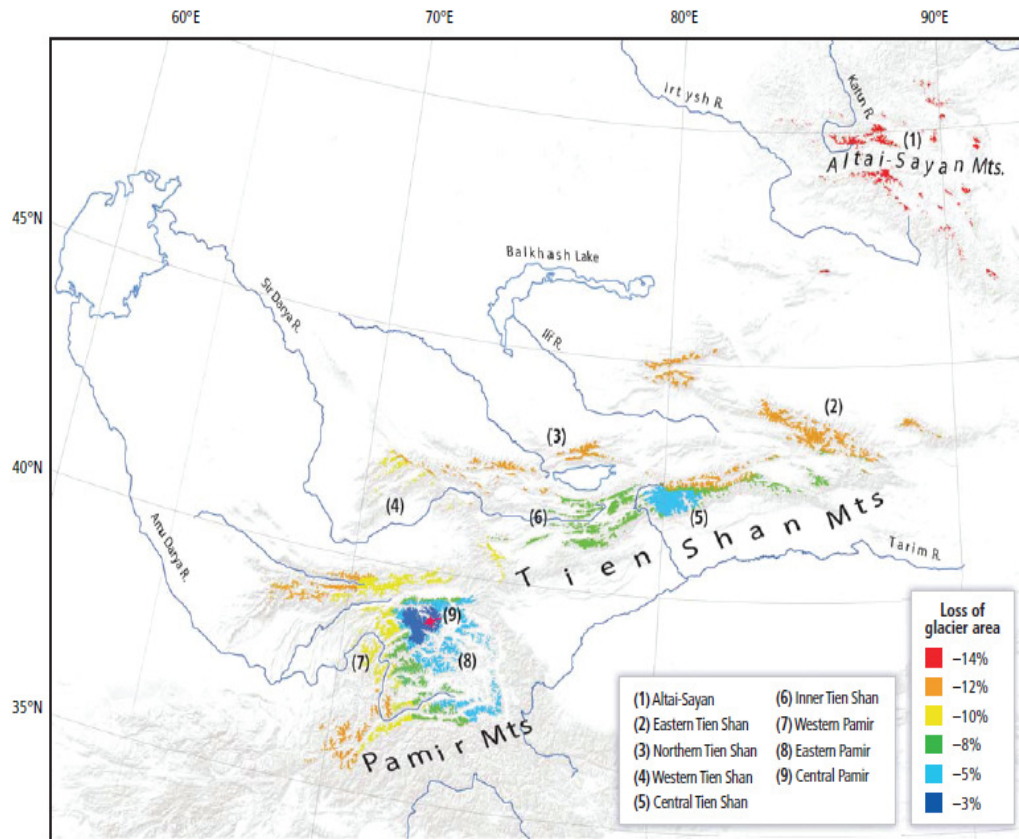 60°E 70°E 80°E 90°E
Irtysh R.
Katun R.
(1)
Altai-Sayan Mts.
45°N
Balkhash Lake
Sir Darya R.
Ili R.
(2)
(3)
40°N
(4)
(6)
(5)
Tien Shan Mts
Amu Darya R.
Tarim R.
(9)
(7)
(8)
35°N
Pamir Mts
Loss of
glacier area
–14%
–12%
–10%
–8%
–5%
–3%
(1) Altai-Sayan
(2) Eastern Tien Shan
(3) Northern Tien Shan
(4) Western Tien Shan
(5) Central Tien Shan
(6) Inner Tien Shan
(7) Western Pamir
(8) Eastern Pamir
(9) Central Pamir